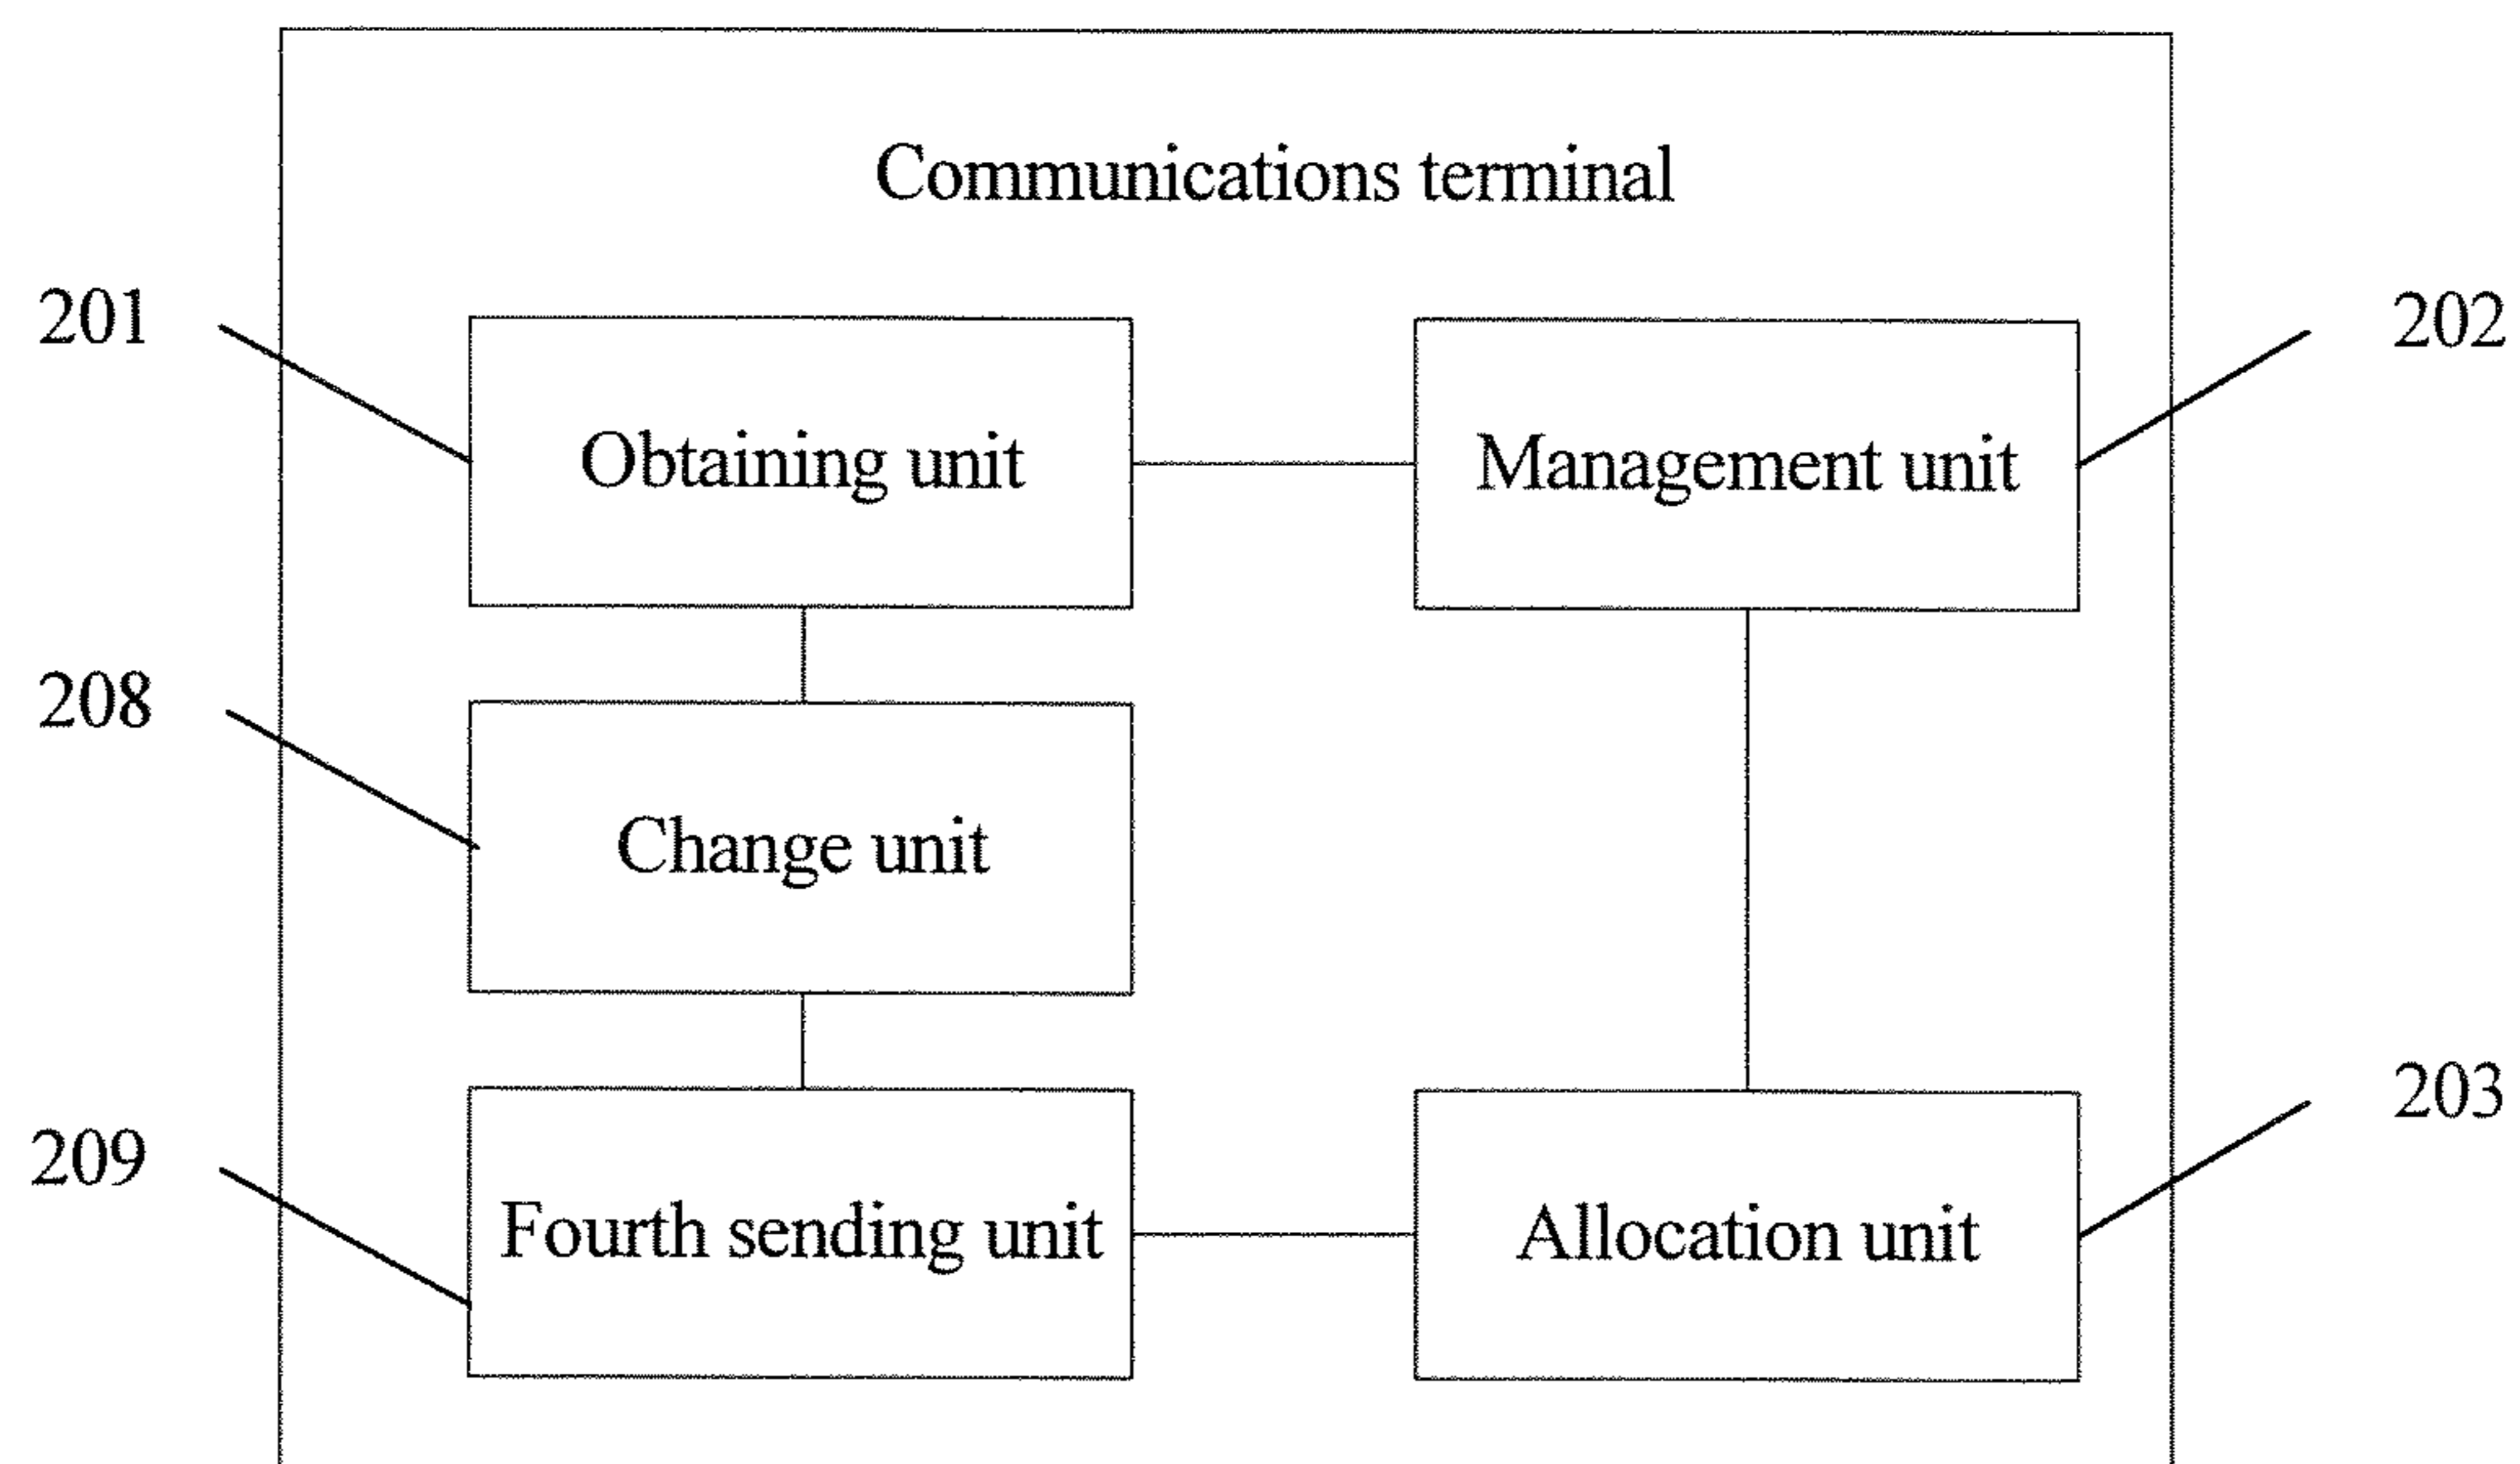 Communications terminal
201
202
Obtaining unit
Management unit
208
Change unit
209
203
Fourth sending unit
Allocation unit